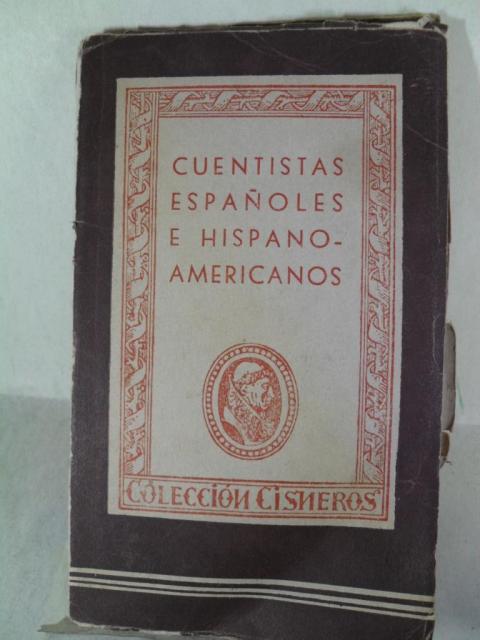 CUENTISTAS
ESPAÑOLES
E HISPANO-
AMERICANOS
COLECCIÓN CISNEROS